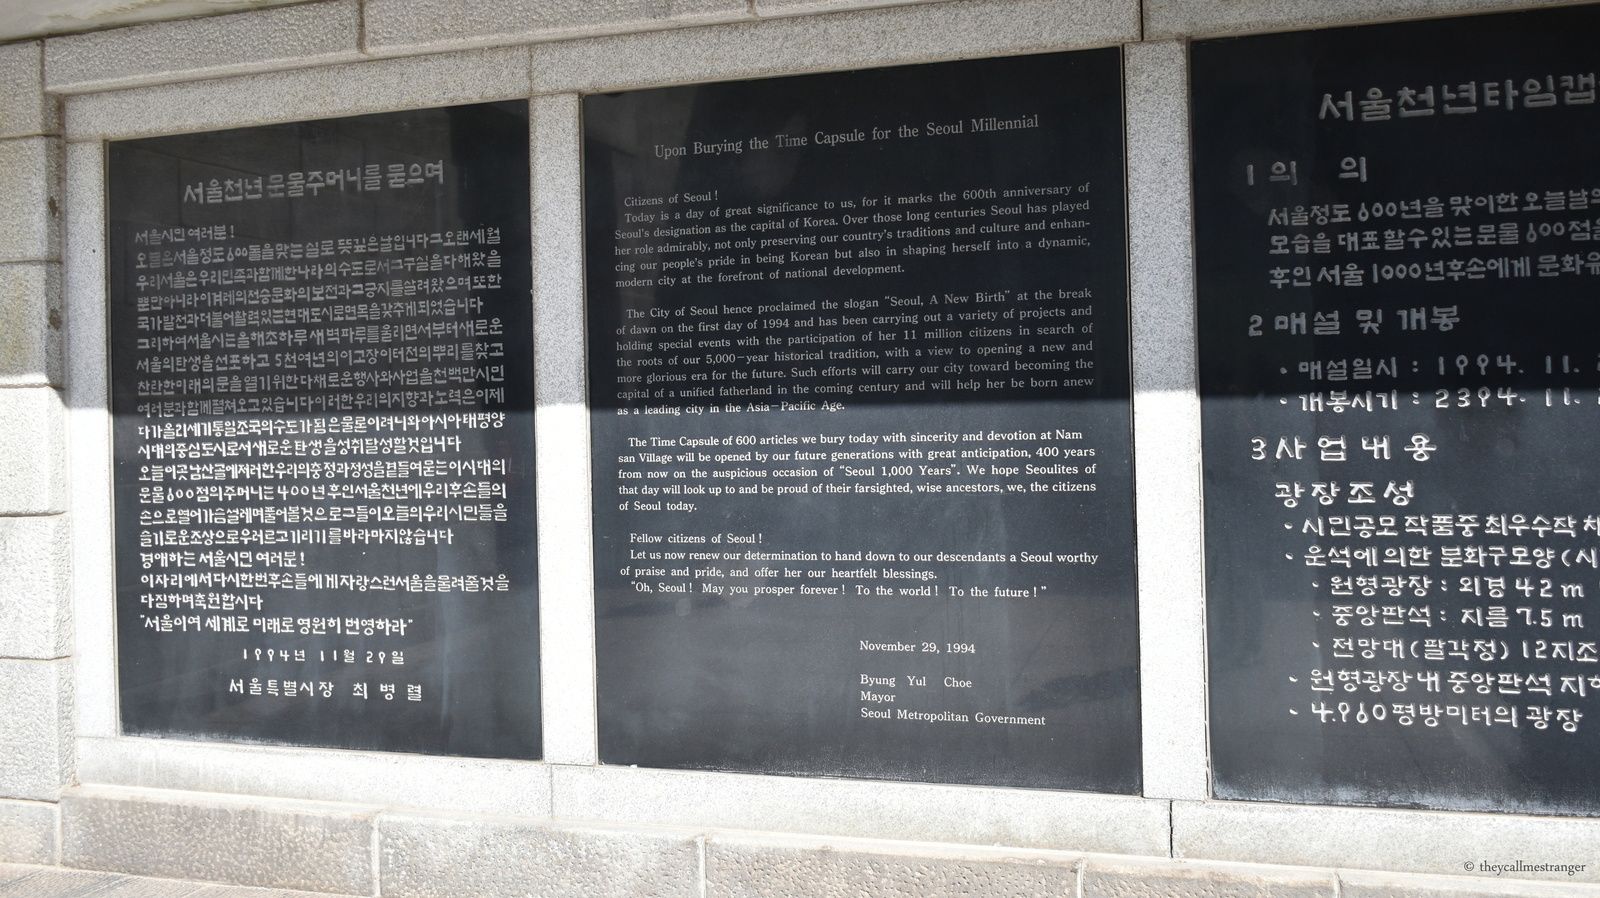 서울천년 문물주머니를 묻으며
서울시민 여러분 !
오늘은 서울정도 600돌을 맞는 실로 뜻깊은 날입니다 그 오랜 세월
우리 서울은 우리 민족과 함께 한 나라의 수도로서 그 구실을 다해왔을
뿐만 아니라 이 겨레의 전승문화의 보전과 그 긍지를 살려왔으며 또한
국가발전과 더불어 활력있는 현대도시로 면목을 갖추게 되었습니다
그리하여 서울시는 올해 초하루 새벽 파루를 울리면서부터 새로운
서울의 탄생을 선포하고 5천여년의 이 고장이 터전의 뿌리를 찾고
찬란한 미래의 문을 열기 위한 다채로운 행사와 사업을 천백만 시민
여러분과 함께 펼쳐오고 있습니다 이러한 우리의 지향과 노력은 이제
다가올 21세기 통일조국의 수도가 됨은 물론이려니와 아시아 태평양
시대의 중심도시로서 새로운 탄생을 성취 달성할 것입니다
오늘 이곳 남산골에 저러한 우리의 충정과 정성을 곁들여 묻는 이 시대의
문물 600점의 주머니는 400년 후인 서울천년에 우리 후손들의
손으로 열어 가슴설레며 풀어볼 것으로 그들이 오늘의 우리 시민들을
슬기로운 조상으로 우러르고 기리기를 바라마지 않습니다
경애하는 서울시민 여러분 !
이 자리에서 다시 한번 후손들에게 자랑스런 서울을 물려줄 것을
다짐하며 축원합시다
"서울이여 세계로 미래로 영원히 번영하라"
1994년 11월 29일
서울특별시장 최 병 렬
Upon Burying the Time Capsule for the Seoul Millennial
Citizens of Seoul !
Today is a day of great significance to us, for it marks the 600th anniversary of
Seoul's designation as the capital of Korea. Over those long centuries Seoul has played
her role admirably, not only preserving our country's traditions and culture and enhan-
cing our people's pride in being Korean but also in shaping herself into a dynamic,
modern city at the forefront of national development.
The City of Seoul hence proclaimed the slogan "Seoul, A New Birth" at the break
of dawn on the first day of 1994 and has been carrying out a variety of projects and
holding special events with the participation of her 11 million citizens in search of
the roots of our 5,000-year historical tradition, with a view to opening a new and
more glorious era for the future. Such efforts will carry our city toward becoming the
capital of a unified fatherland in the coming century and will help her be born anew
as a leading city in the Asia-Pacific Age.
The Time Capsule of 600 articles we bury today with sincerity and devotion at Nam
san Village will be opened by our future generations with great anticipation, 400 years
from now on the auspicious occasion of "Seoul 1,000 Years". We hope Seoulites of
that day will look up to and be proud of their farsighted, wise ancestors, we, the citizens
of Seoul today.
Fellow citizens of Seoul !
Let us now renew our determination to hand down to our descendants a Seoul worthy
of praise and pride, and offer her our heartfelt blessings.
"Oh, Seoul ! May you prosper forever ! To the world ! To the future ! "
November 29, 1994
Byung Yul Choe
Mayor
Seoul Metropolitan Government
서울천년타임캡
1 의 의
서울정도 600년을 맞이한 오늘날의
모습을 대표할수있는 문물 600점을
후인 서울 1000년 후손에게 문화유
2 매설 및 개봉
· 매설일시 : 1994. 11.
· 개봉시기 : 2394. 11.
3 사업내용
광장조성
· 시민공모 작품중 최우수작
· 운석에 의한 분화구모양 (시
· 원형광장 : 외경 42 m
· 중앙판석 : 지름 7.5 m
· 전망대 (팔각정) 12지조
· 원형광장내 중앙판석 지하
· 4.960 평방미터의 광장
© theycallmestranger